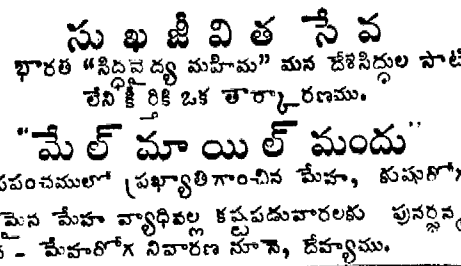 సుఖజీవిత సేవ
భారతి "సిద్ధవైద్య మహిమ" మన దేశసిద్ధుల సాటి
లేని కీర్తికి ఒక తార్కారణము.
"మేల్ మాయిల్ మందు"
పపంచములో ప్రఖ్యాతిగాంచిన మేహ, కుషురోగ
మైన మేహ వ్యాధివల్ల కష్టపడువారలకు పునర్జన్మ
- మేహరోగ నివారణ నూనె, దేహ్యము.